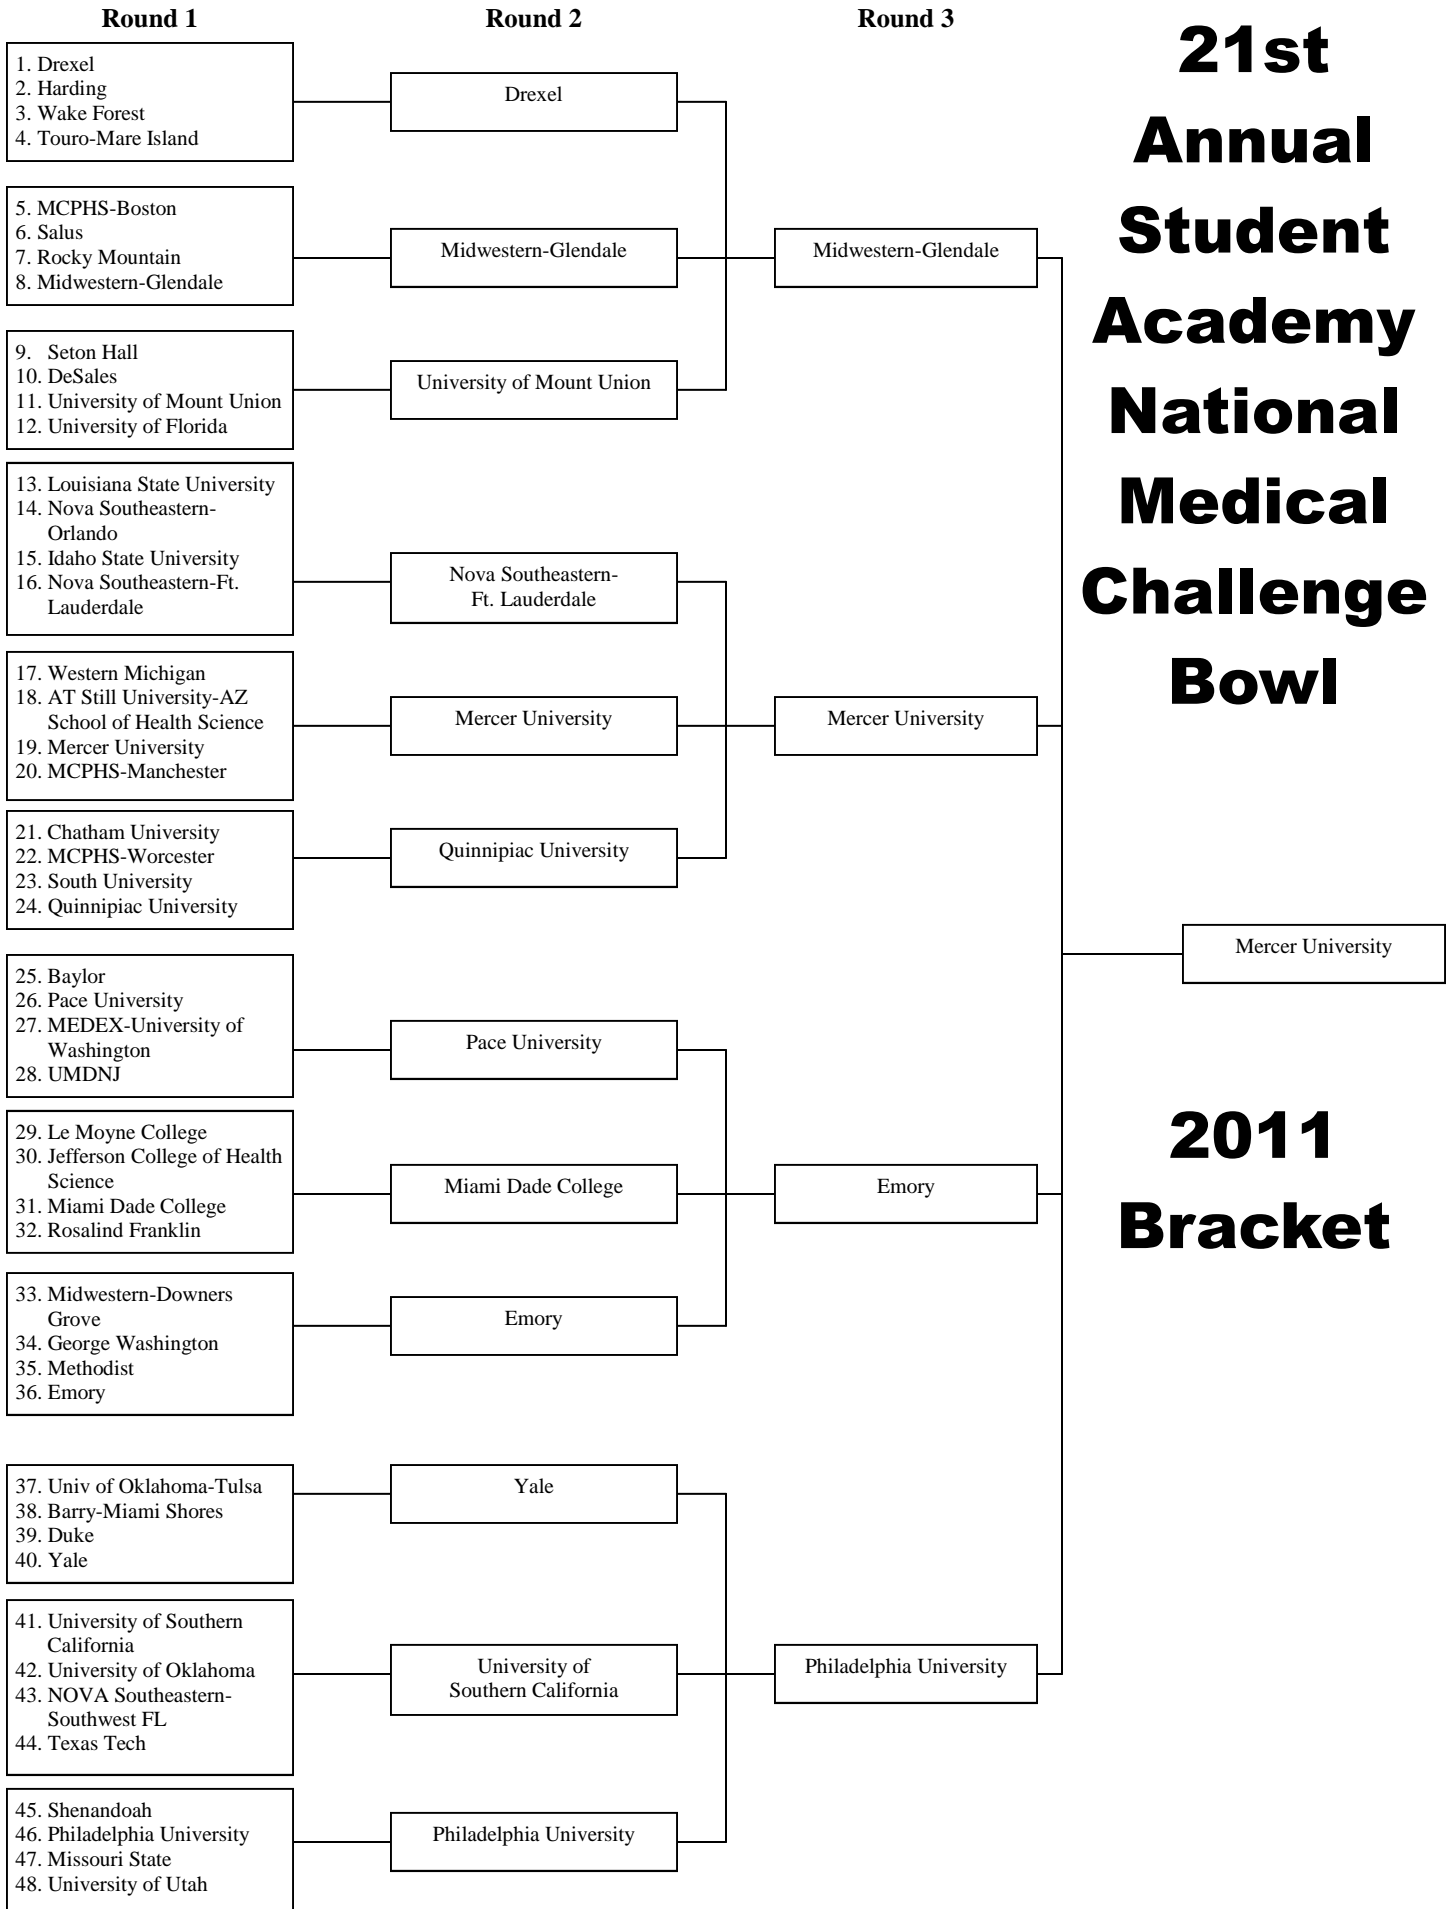 Round 1
Round 2
Round 3
21st
Annual
Student
Academy
National
Medical
Challenge
Bowl
2011
Bracket
1. Drexel
2. Harding
3. Wake Forest
4. Touro-Mare Island
5. MCPHS-Boston
6. Salus
7. Rocky Mountain
8. Midwestern-Glendale
9. Seton Hall
10. DeSales
11. University of Mount Union
12. University of Florida
13. Louisiana State University
14. Nova Southeastern-
Orlando
15. Idaho State University
16. Nova Southeastern-Ft.
Lauderdale
17. Western Michigan
18. AT Still University-AZ
School of Health Science
19. Mercer University
20. MCPHS-Manchester
21. Chatham University
22. MCPHS-Worcester
23. South University
24. Quinnipiac University
25. Baylor
26. Pace University
27. MEDEX-University of
Washington
28. UMDNJ
29. Le Moyne College
30. Jefferson College of Health
Science
31. Miami Dade College
32. Rosalind Franklin
33. Midwestern-Downers
Grove
34. George Washington
35. Methodist
36. Emory
37. Univ of Oklahoma-Tulsa
38. Barry-Miami Shores
39. Duke
40. Yale
41. University of Southern
California
42. University of Oklahoma
43. NOVA Southeastern-
Southwest FL
44. Texas Tech
45. Shenandoah
46. Philadelphia University
47. Missouri State
48. University of Utah
Drexel
Midwestern-Glendale
University of Mount Union
Nova Southeastern-
Ft. Lauderdale
Mercer University
Quinnipiac University
Pace University
Miami Dade College
Emory
Yale
University of
Southern California
Philadelphia University
Midwestern-Glendale
Mercer University
Emory
Philadelphia University
Mercer University